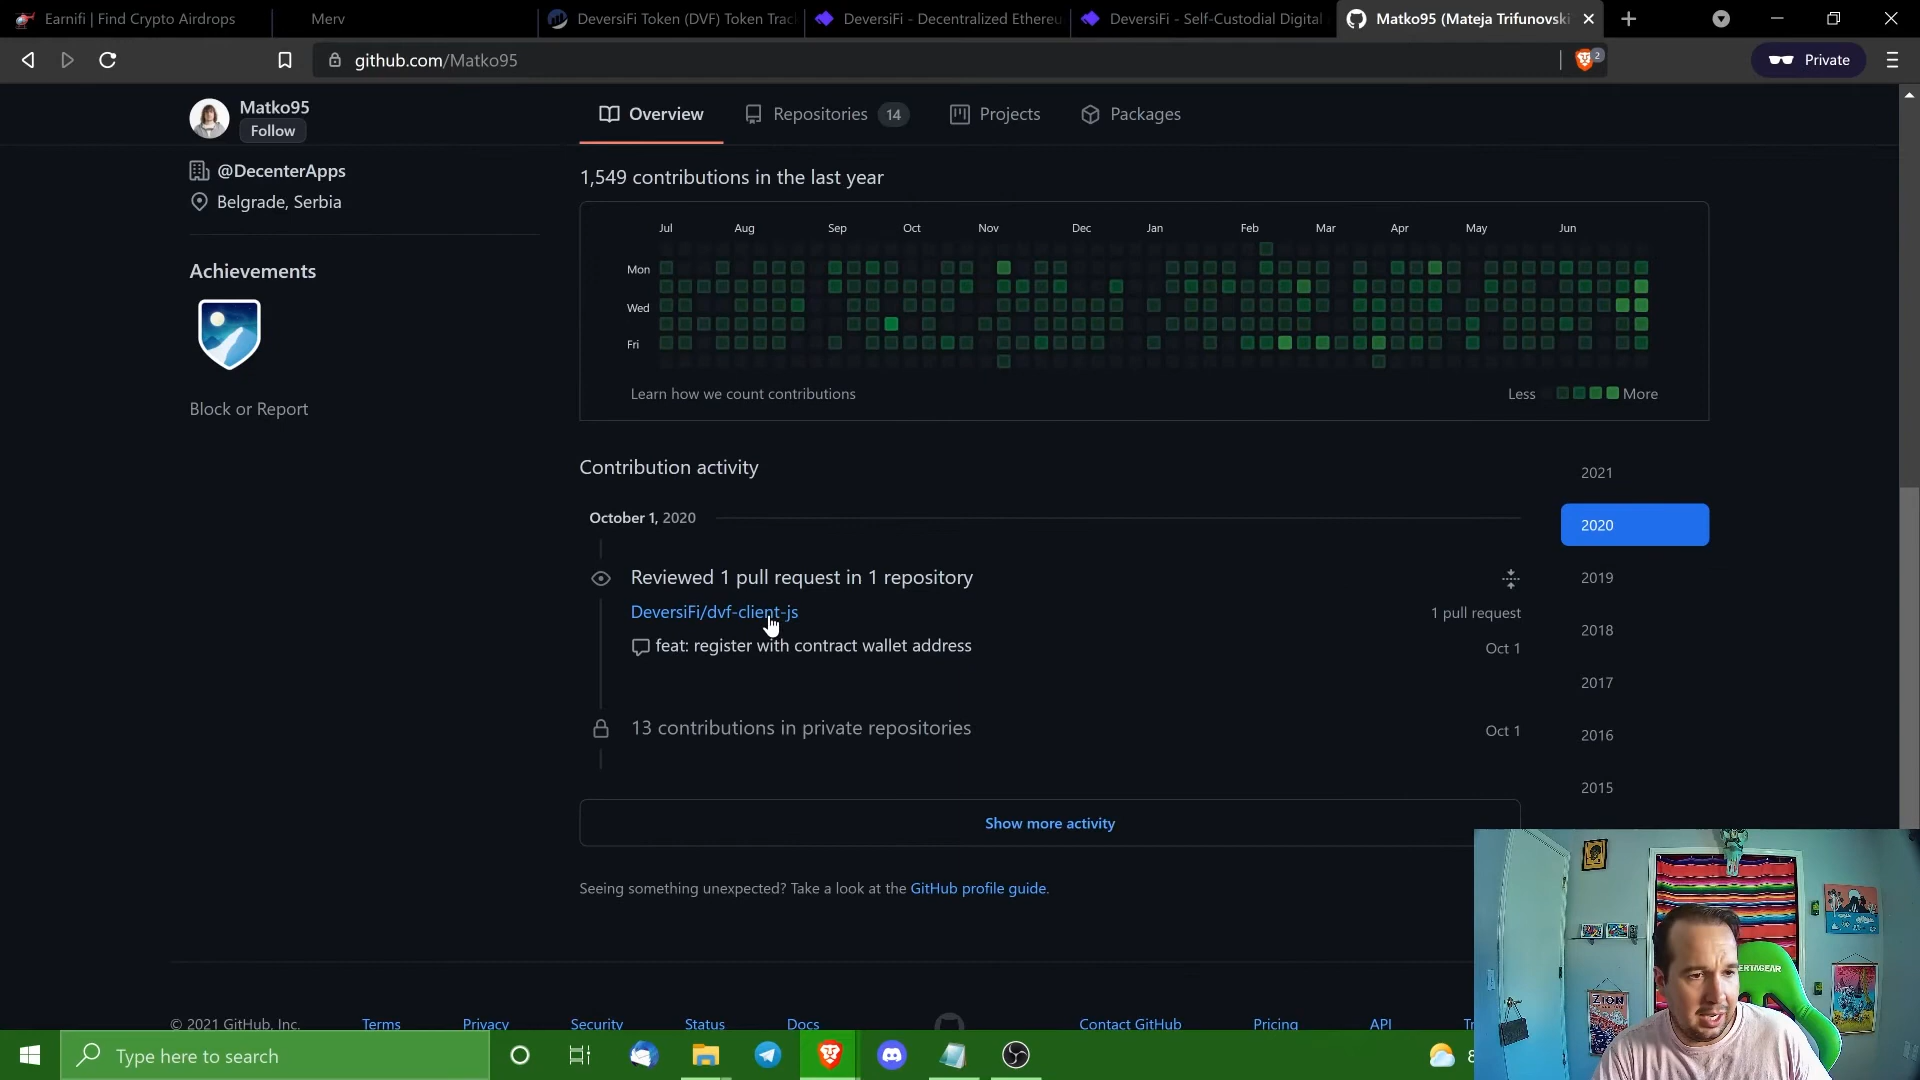 Earnifi | Find Crypto Airdrops
Merv
DeversiFi Token (DVF) Token Trac
DeversiFi - Decentralized Ethereu
DeversiFi - Self-Custodial Digital
Matko95 (Mateja Trifunovski
github.com/Matko95
2
Private
Matko95
Follow
Overview
Repositories 14
Projects
Packages
@DecenterApps
Belgrade, Serbia
Achievements
Block or Report
1,549 contributions in the last year
Jul Aug Sep Oct Nov Dec Jan Feb Mar Apr May Jun
Mon
Wed
Fri
Learn how we count contributions
Less More
Contribution activity
2021
October 1, 2020
2020
Reviewed 1 pull request in 1 repository
2019
DeversiFi/dvf-client-js
1 pull request
2018
feat: register with contract wallet address
Oct 1
2017
13 contributions in private repositories
Oct 1
2016
2015
Show more activity
Seeing something unexpected? Take a look at the GitHub profile guide.
© 2021 GitHub, Inc.
Terms
Privacy
Security
Status
Docs
Contact GitHub
Pricing
API
Type here to search
ZION